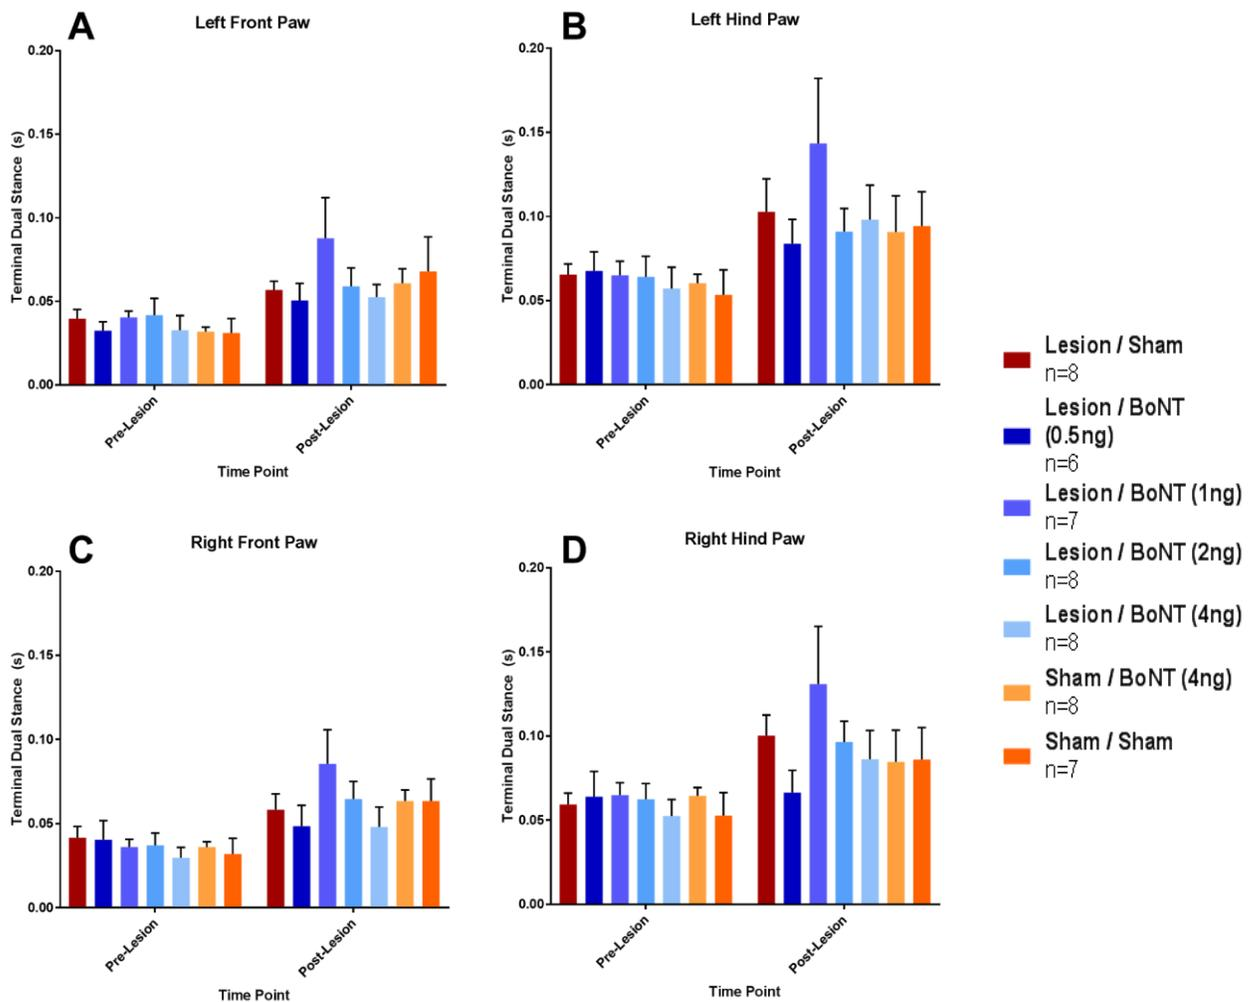 A
Left Front Paw
0.20
0.15
0.10
0.05
0.00
Terminal Dual Stance (s)
Pre-Lesion
Post-Lesion
Time Point
B
Left Hind Paw
0.20
0.15
0.10
0.05
0.00
Terminal Dual Stance (s)
Pre-Lesion
Post-Lesion
Time Point
C
Right Front Paw
0.20
0.15
0.10
0.05
0.00
Terminal Dual Stance (s)
Pre-Lesion
Post-Lesion
Time Point
D
Right Hind Paw
0.20
0.15
0.10
0.05
0.00
Terminal Dual Stance (s)
Pre-Lesion
Post-Lesion
Time Point
Lesion / Sham
n=8
Lesion / BoNT
(0.5ng)
n=6
Lesion / BoNT (1ng)
n=7
Lesion / BoNT (2ng)
n=8
Lesion / BoNT (4ng)
n=8
Sham / BoNT (4ng)
n=8
Sham / Sham
n=7